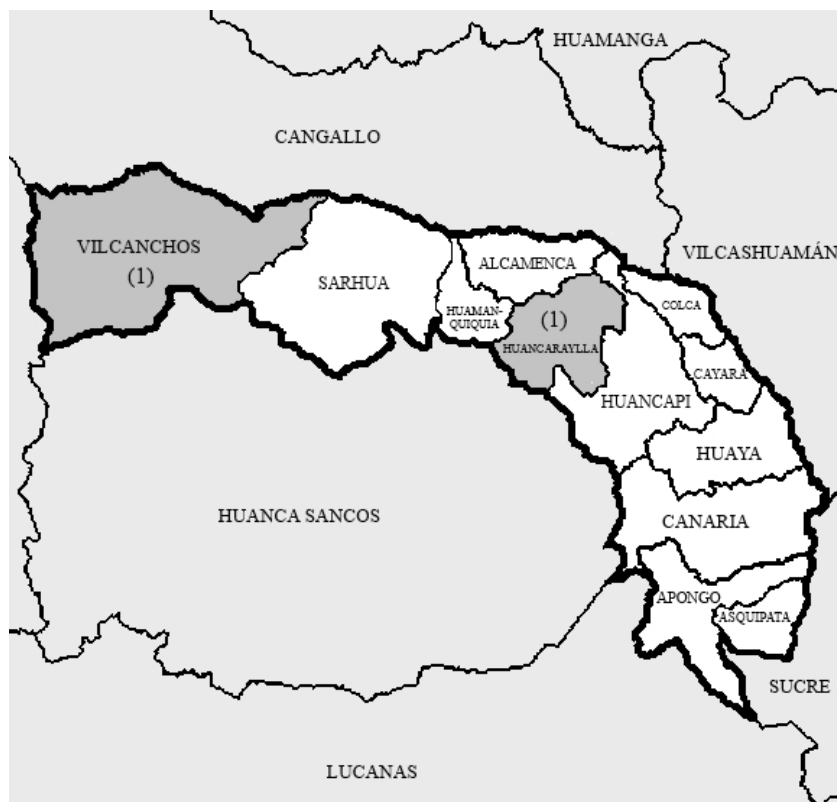 HUAMANGA
CANGALLO
VILCANCHOS
(1)
VILCASHUAMÁN
ALCAMENCA
SARHUA
COLCA
HUAMAN-
QUIQUIA
(1)
HUANCARAYLLA
CAYARA
HUANCAPI
HUAYA
HUANCA SANCOS
CANARIA
APONGO
ASQUIPATA
SUCRE
LUCANAS